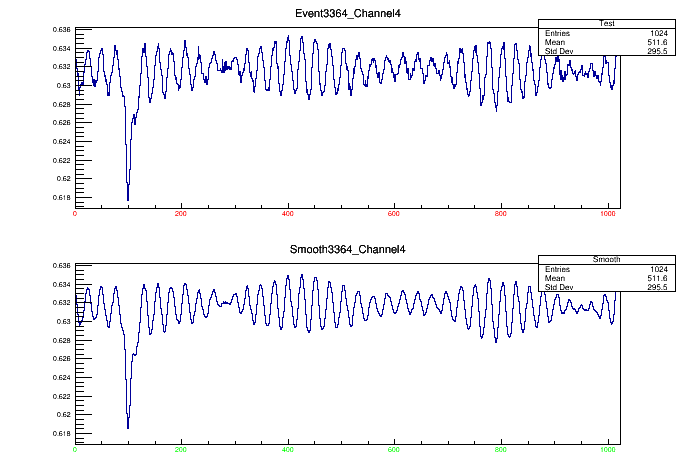 Event3364_Channel4
Test
Entries 1024
Mean 511.6
Std Dev 295.5
0.636
0.634
0.632
0.63
0.628
0.626
0.624
0.622
0.62
0.618
0 200 400 600 800 1000
Smooth3364_Channel4
Smooth
Entries 1024
Mean 511.6
Std Dev 295.5
0.636
0.634
0.632
0.63
0.628
0.626
0.624
0.622
0.62
0.618
0 200 400 600 800 1000